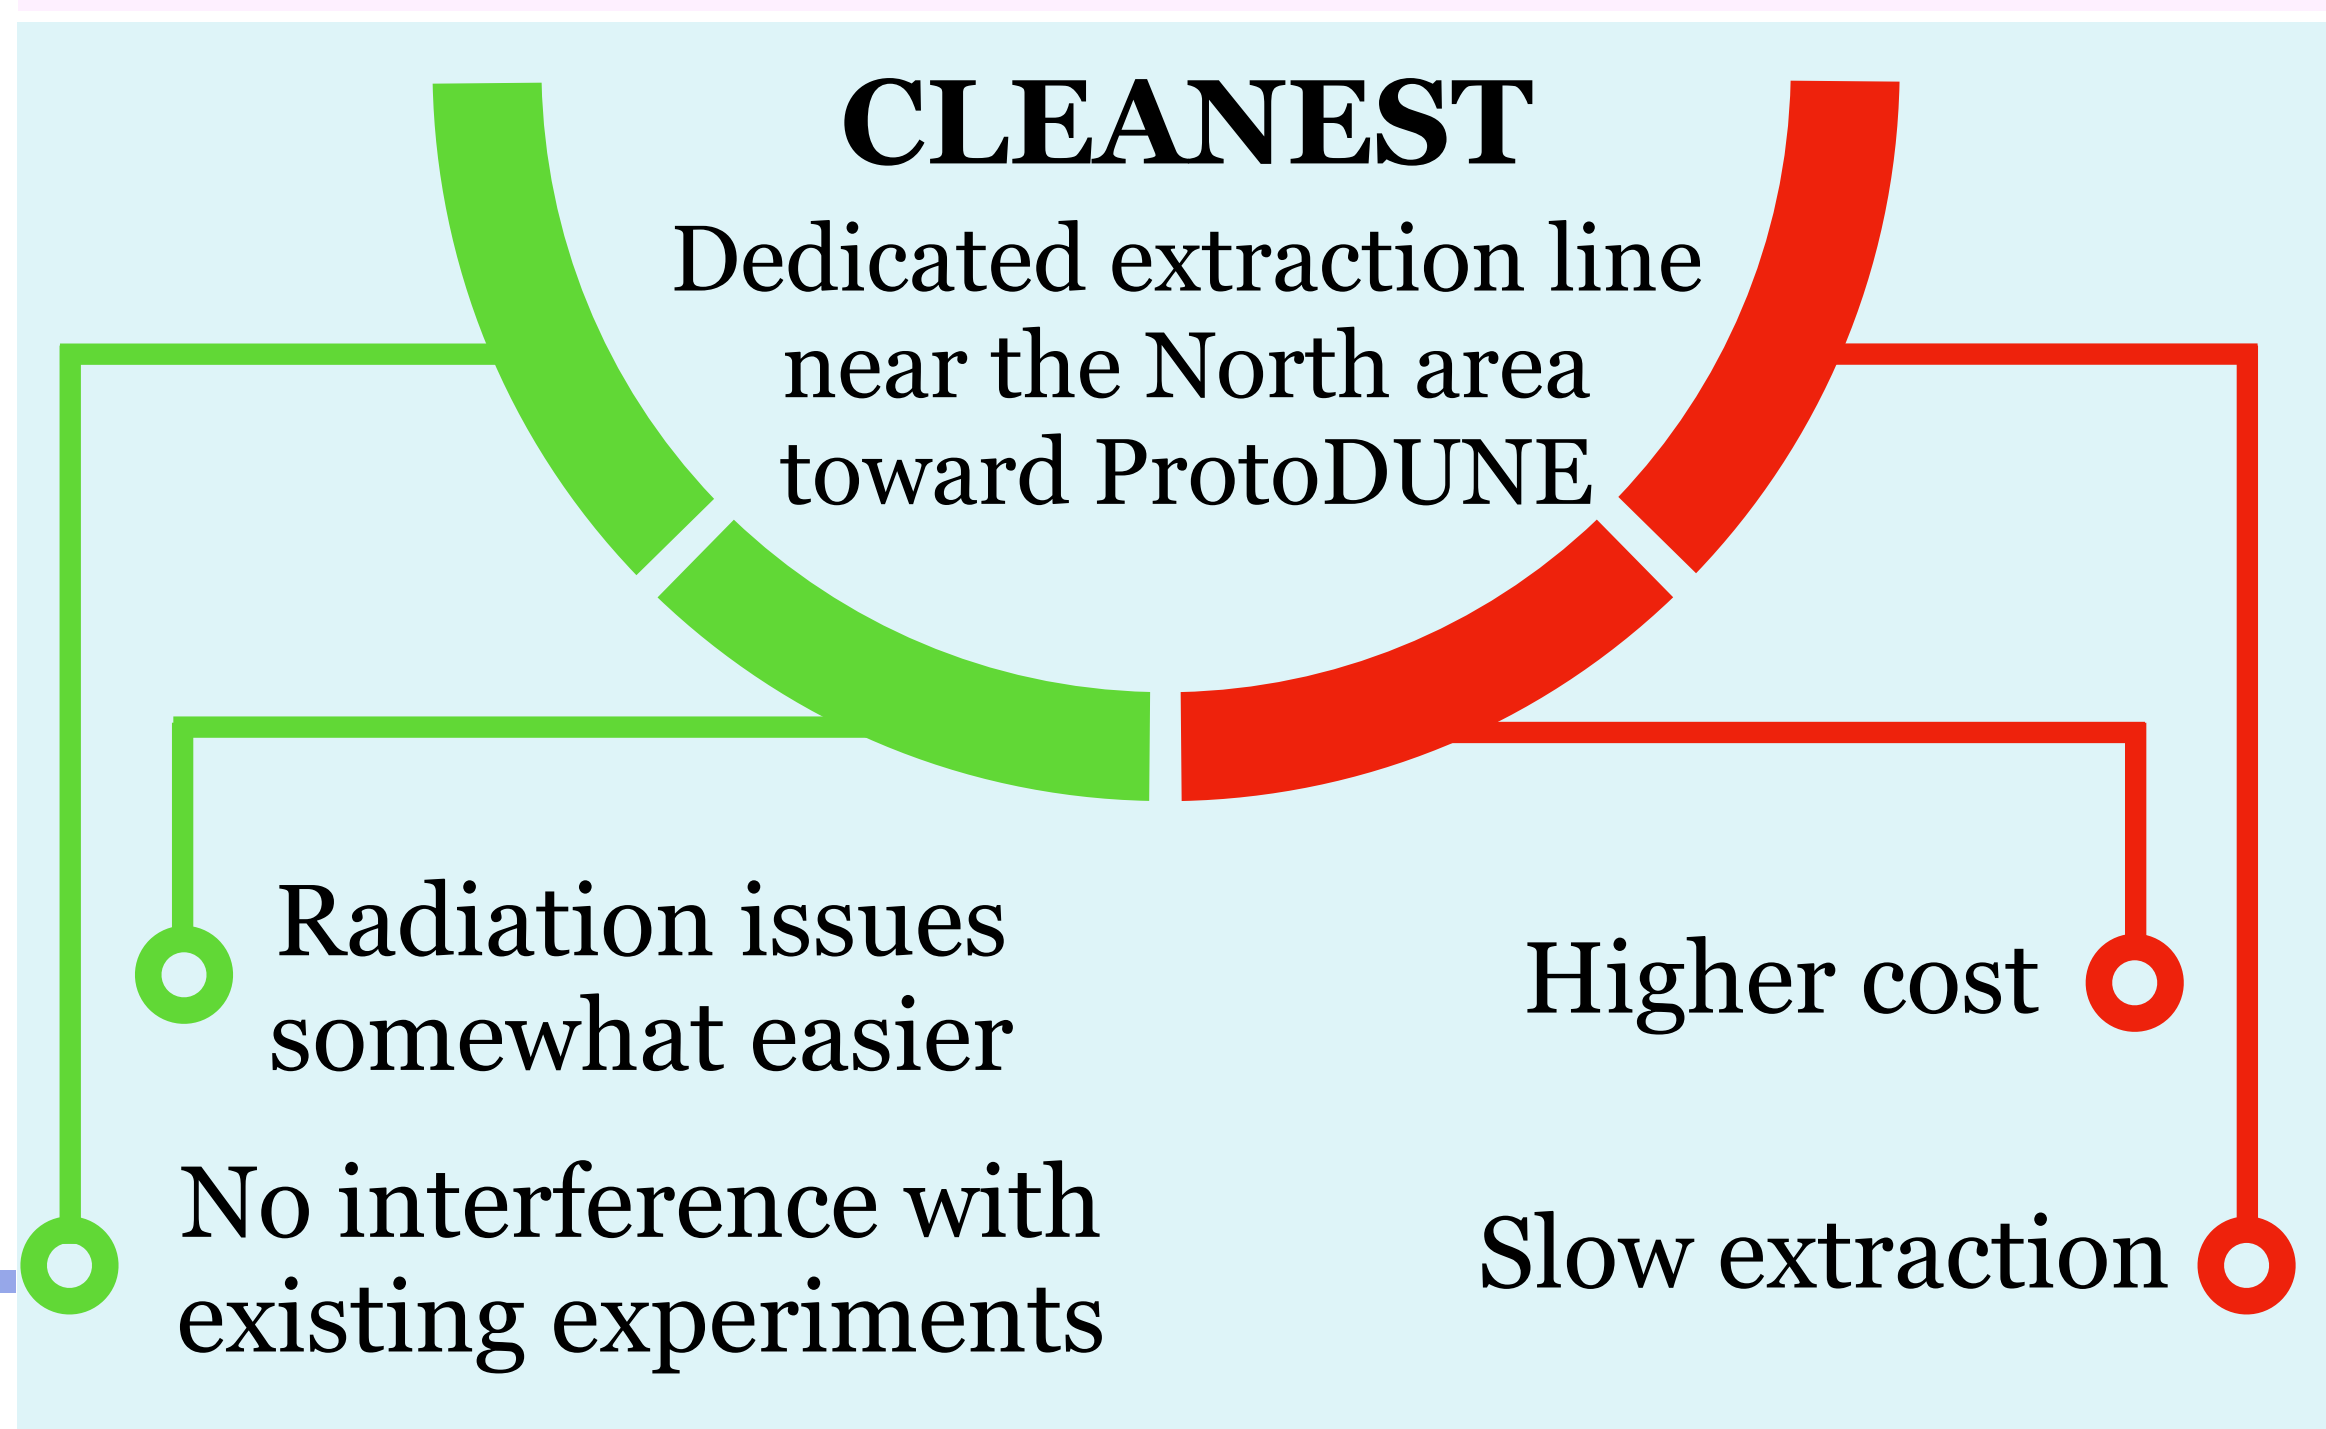 CLEANEST
Dedicated extraction line
near the North area
toward ProtoDUNE
Radiation issues
somewhat easier
No interference with
existing experiments
Higher cost
Slow extraction